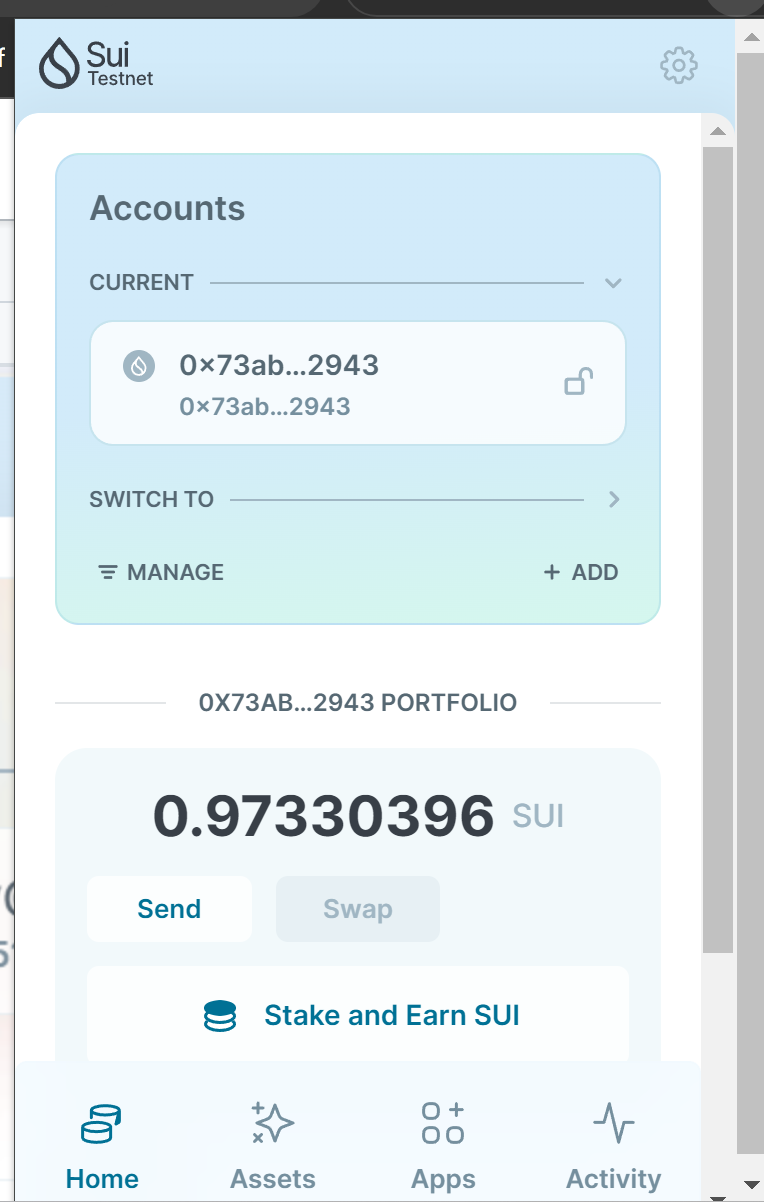 Sui
Testnet
Accounts
CURRENT
0×73ab...2943
0×73ab...2943
SWITCH TO
MANAGE
+ ADD
0X73AB...2943 PORTFOLIO
0.97330396 SUI
Send
Swap
Stake and Earn SUI
Home
Assets
Apps
Activity